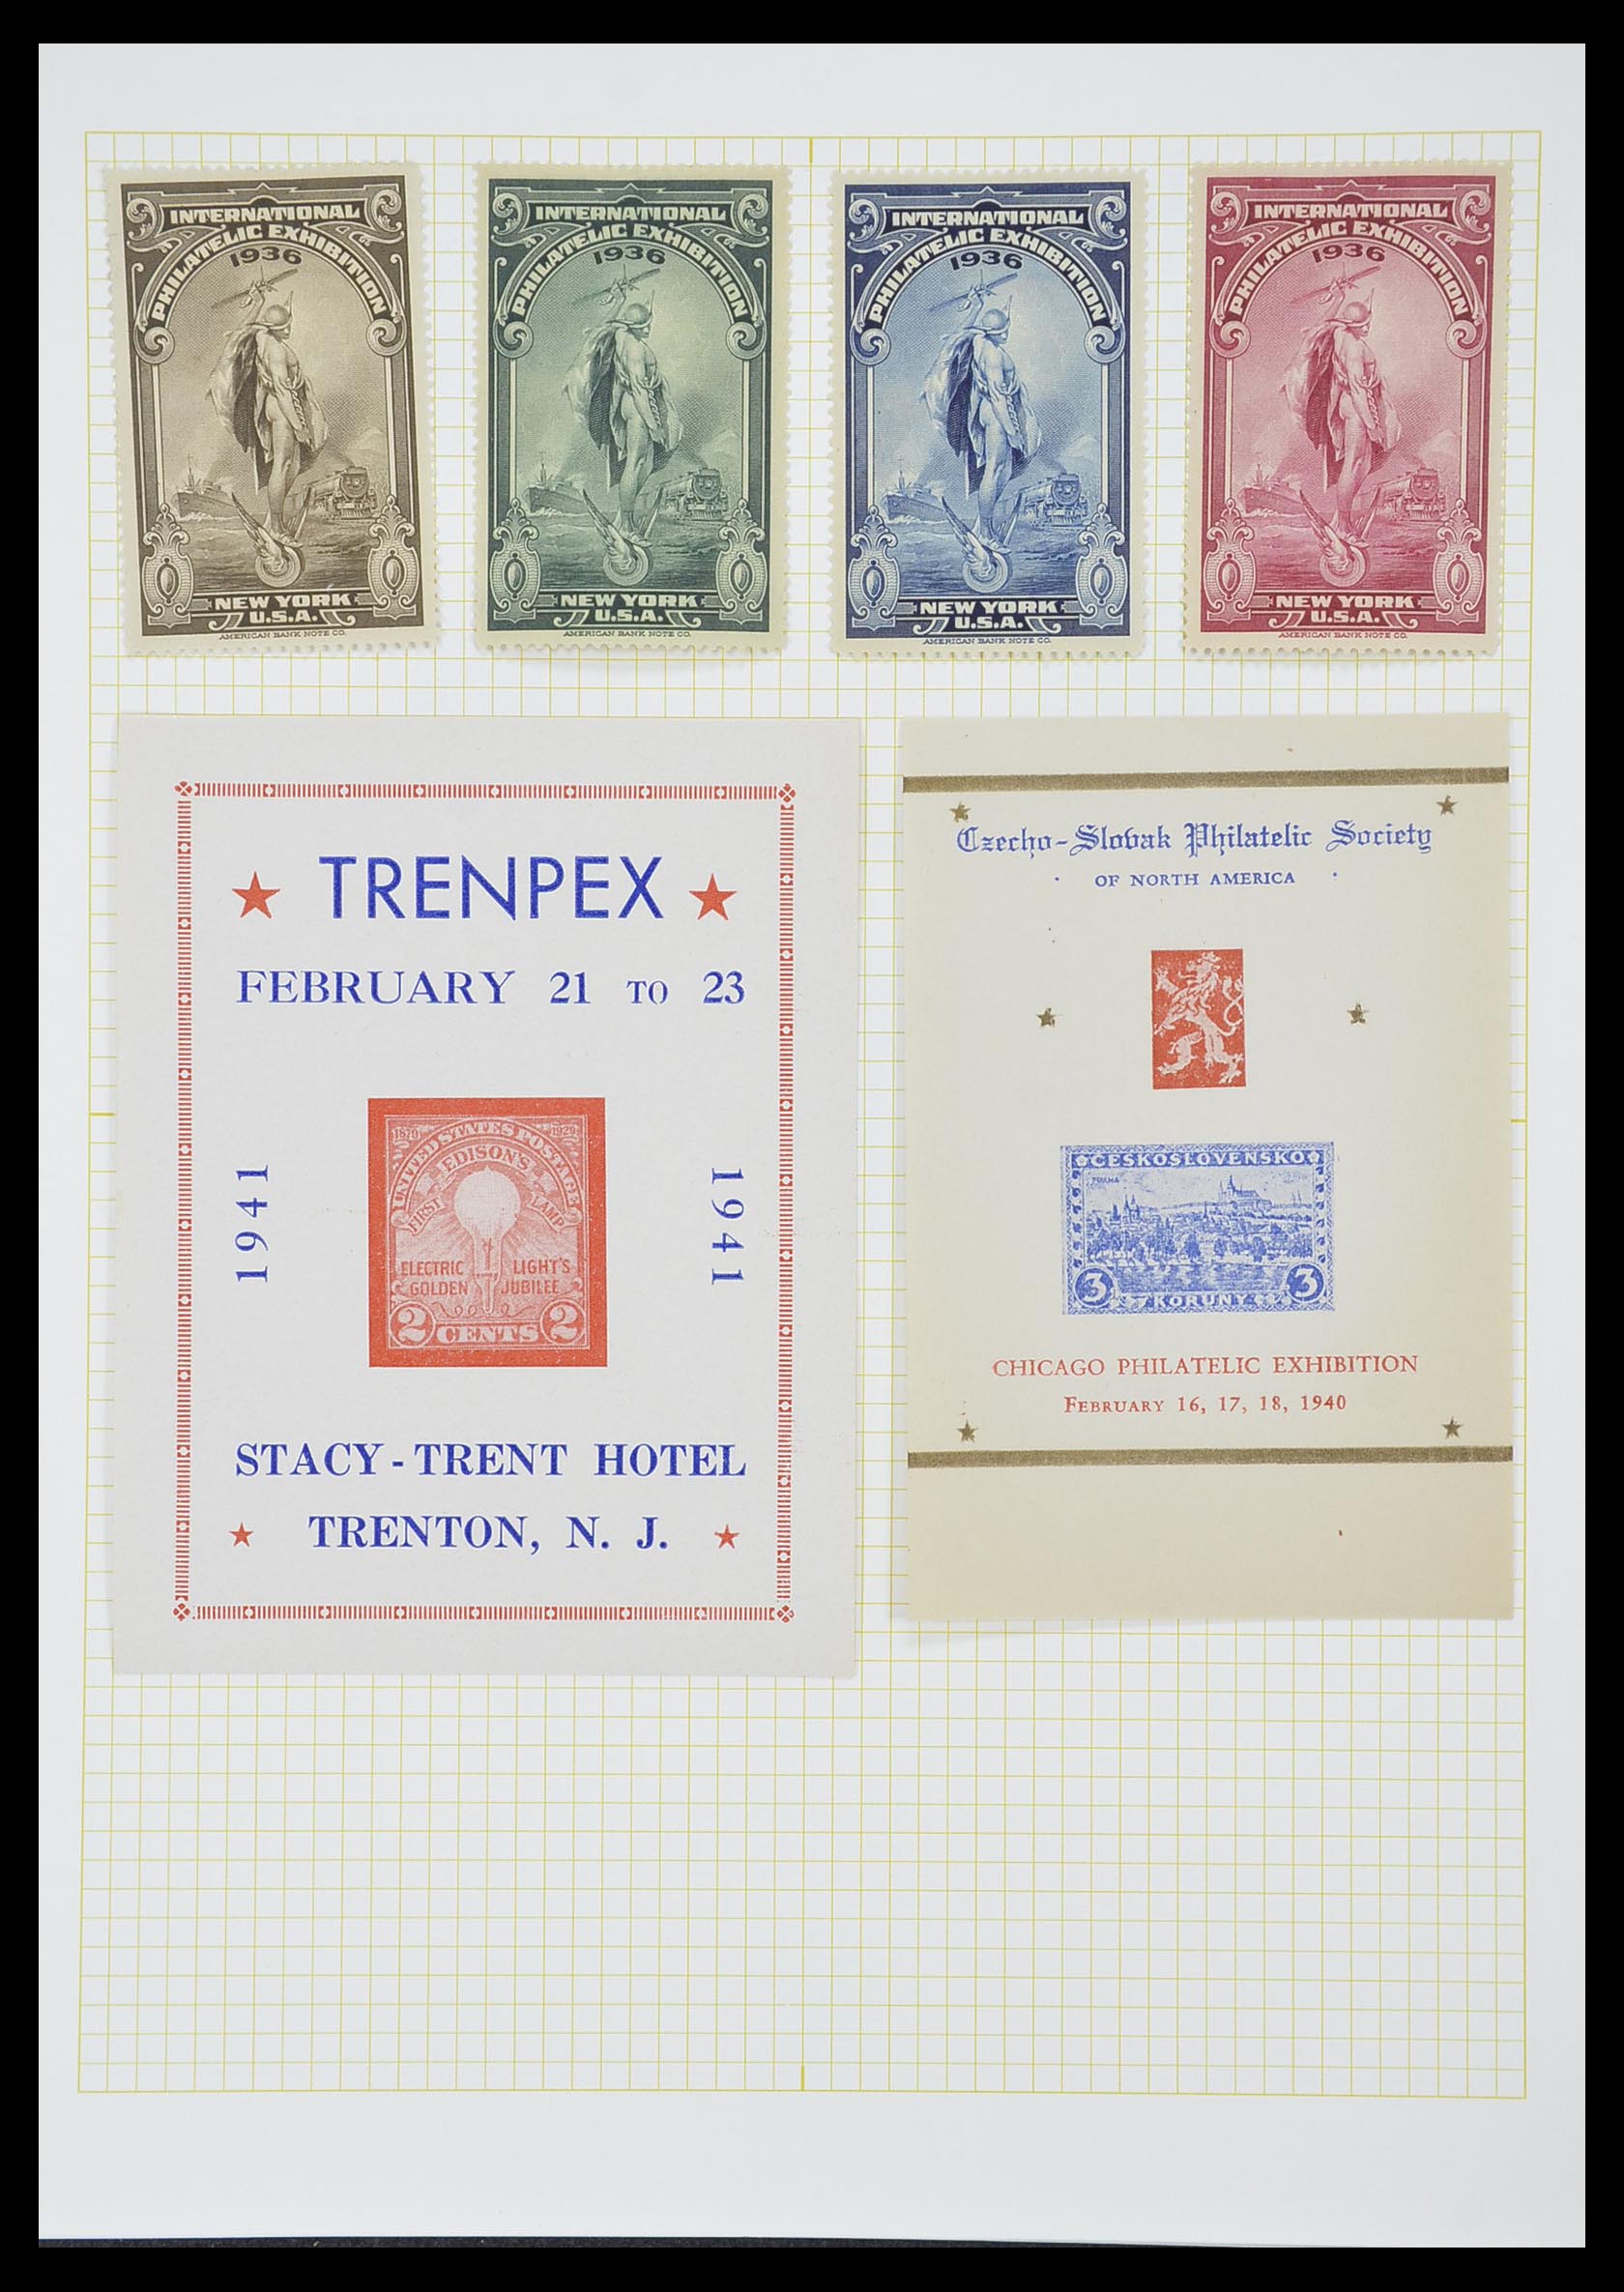 INTERNATIONAL
PHILATELIC EXHIBITION
1936
NEW YORK
U.S.A.
AMERICAN BANK NOTE CO.
INTERNATIONAL
PHILATELIC EXHIBITION
1936
NEW YORK
U.S.A.
AMERICAN BANK NOTE CO.
INTERNATIONAL
PHILATELIC EXHIBITION
1936
NEW YORK
U.S.A.
AMERICAN BANK NOTE CO.
INTERNATIONAL
PHILATELIC EXHIBITION
1936
NEW YORK
U.S.A.
AMERICAN BANK NOTE CO.
TRENPEX
FEBRUARY 21 TO 23
1941
1941
1879 1929
UNITED STATES POSTAGE
EDISON'S
FIRST LAMP
ELECTRIC LIGHT'S
GOLDEN JUBILEE
2 CENTS 2
STACY-TRENT HOTEL
TRENTON, N. J.
Czecho-Slovak Philatelic Society
OF NORTH AMERICA
CESKOSLOVENSKO
PRAHA
3 KORUNY 3
CHICAGO PHILATELIC EXHIBITION
FEBRUARY 16, 17, 18, 1940